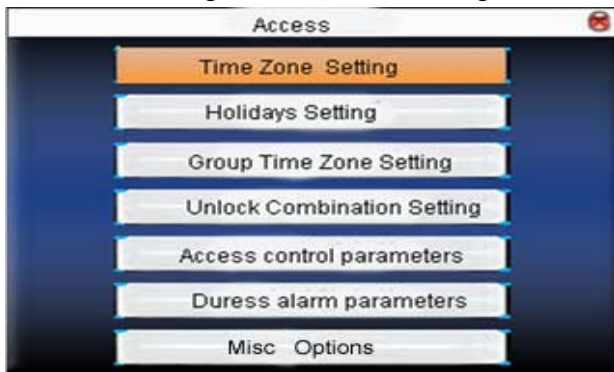 Access
Time Zone Setting
Holidays Setting
Group Time Zone Setting
Unlock Combination Setting
Access control parameters
Duress alarm parameters
Misc Options